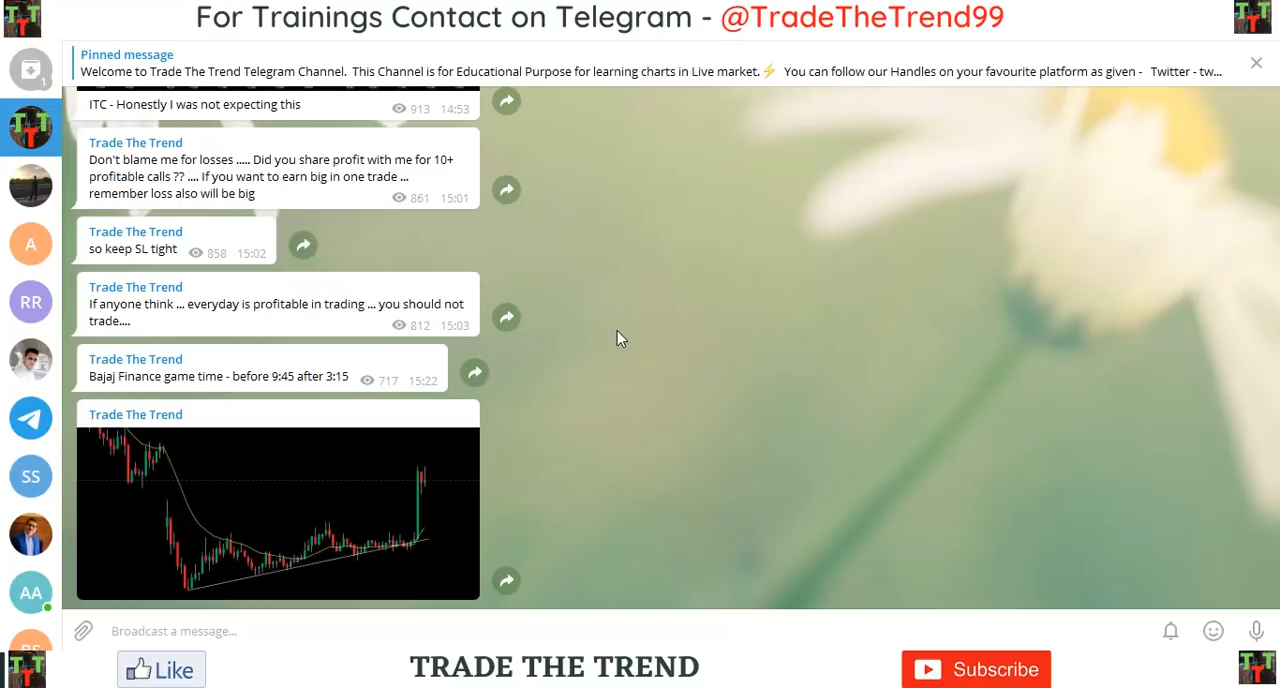 For Trainings Contact on Telegram - @TradeTheTrend99
TTT
TTT
Pinned message
Welcome to Trade The Trend Telegram Channel. This Channel is for Educational Purpose for learning charts in Live market.⚡ You can follow our Handles on your favourite platform as given - Twitter - tw...
1
ITC - Honestly I was not expecting this
913 14:53
TTT
Trade The Trend
Don't blame me for losses ..... Did you share profit with me for 10+
profitable calls ?? .... If you want to earn big in one trade ...
remember loss also will be big
861 15:01
Trade The Trend
so keep SL tight
858 15:02
A
Trade The Trend
If anyone think ... everyday is profitable in trading ... you should not
trade....
812 15:03
RR
Trade The Trend
Bajaj Finance game time - before 9:45 after 3:15
717 15:22
Trade The Trend
SS
AA
Broadcast a message...
TTT
Like
TRADE THE TREND
Subscribe
TTT